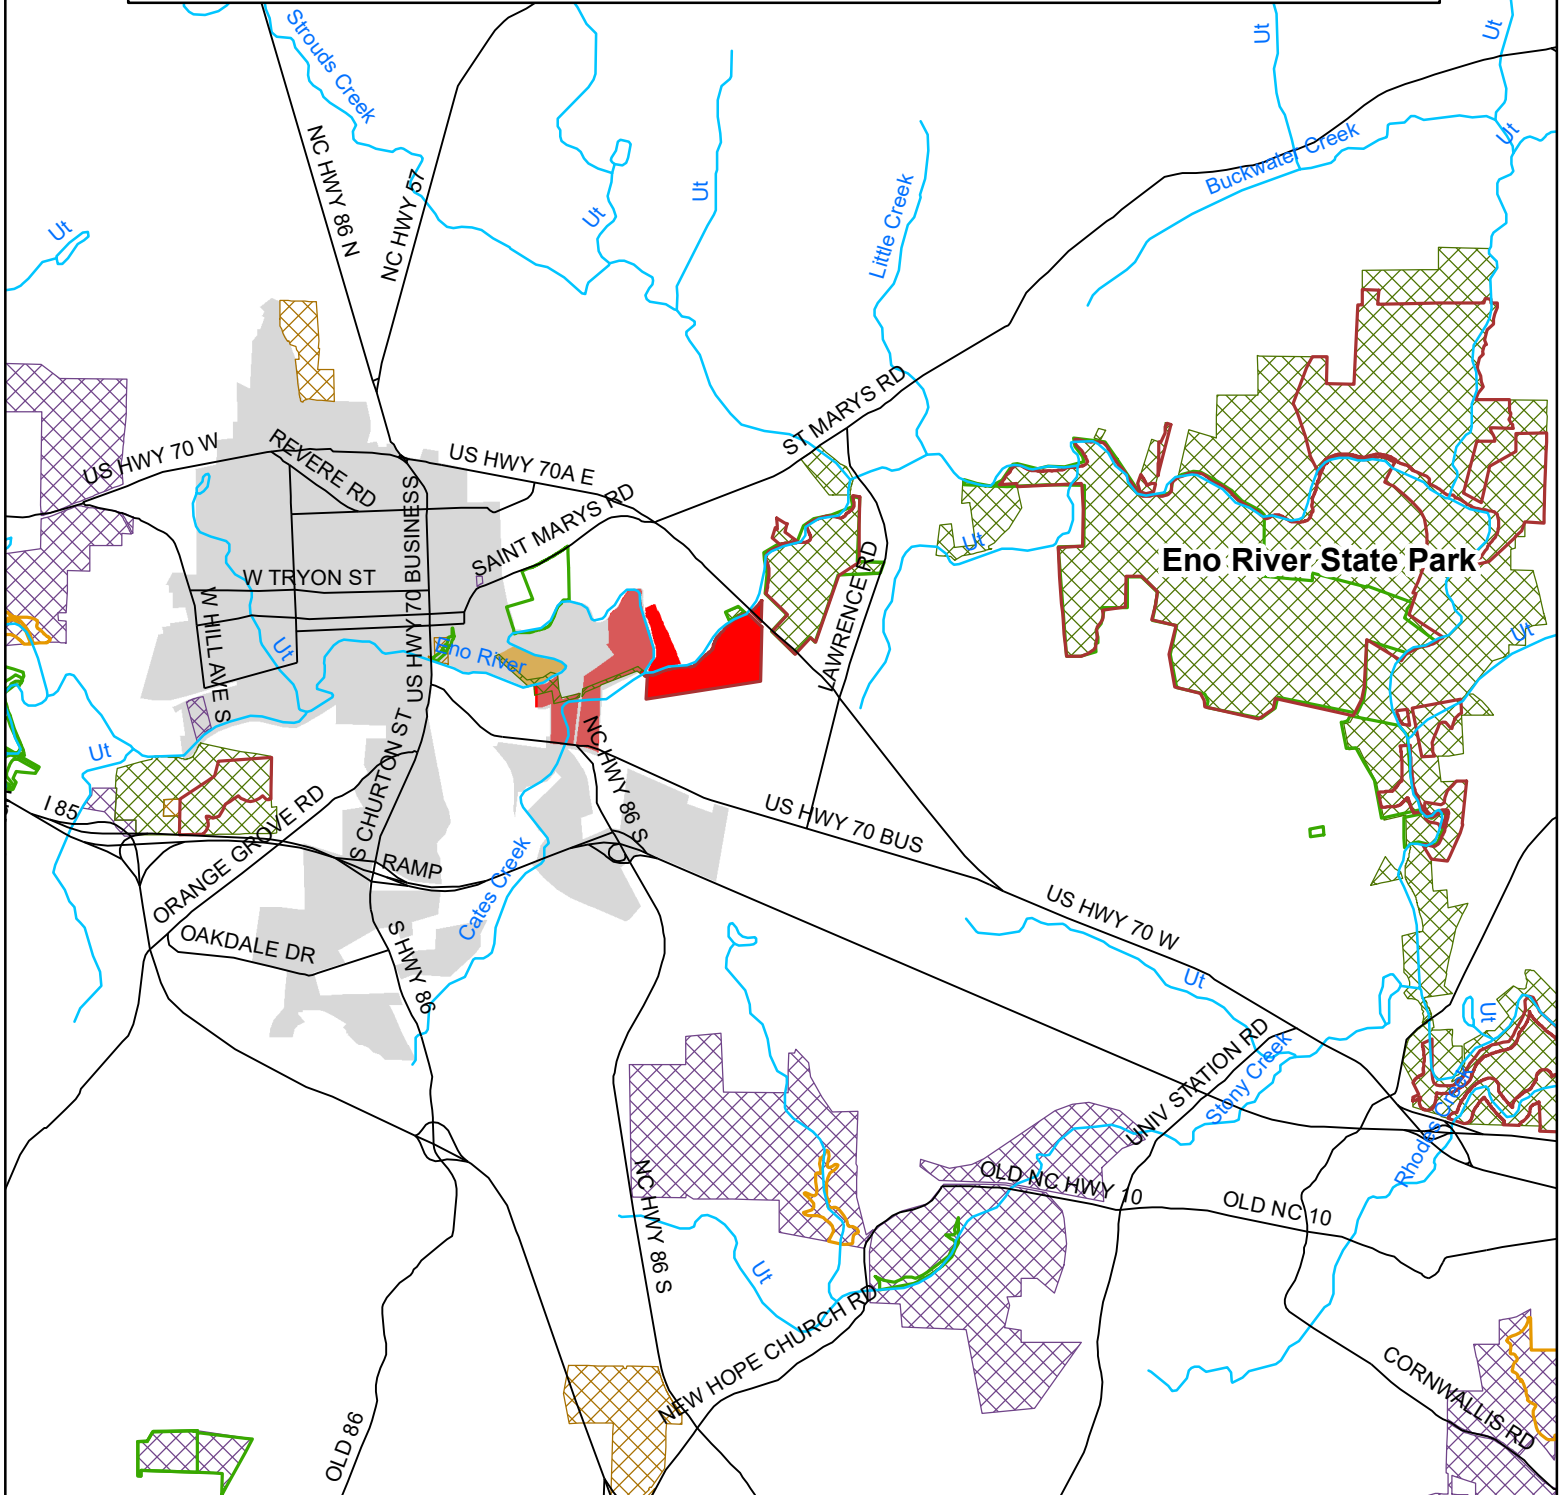 Strouds Creek
Ut
Ut
NC HWY 86 N
NC HWY 57
Ut
Ut
Ut
Little Creek
Buckwater Creek
Ut
US HWY 70 W
REVERE RD
US HWY 70A E
SAINT MARYS RD
ST MARYS RD
US HWY 70 BUSINESS
W TRYON ST
W HILL AVE S
Ut
Eno River
LAWRENCE RD
Ut
Eno River State Park
Ut
Ut
I 85
ORANGE GROVE RD
S CHURTON ST
RAMP
NC HWY 86 S
US HWY 70 BUS
Cates Creek
OAKDALE DR
S HWY 86
US HWY 70 W
Ut
Ut
UNIV STATION RD
Stony Creek
Rhodes Creek
NC HWY 86 S
OLD NC HWY 10
OLD NC 10
Ut
NEW HOPE CHURCH RD
CORNWALLIS RD
OLD 86